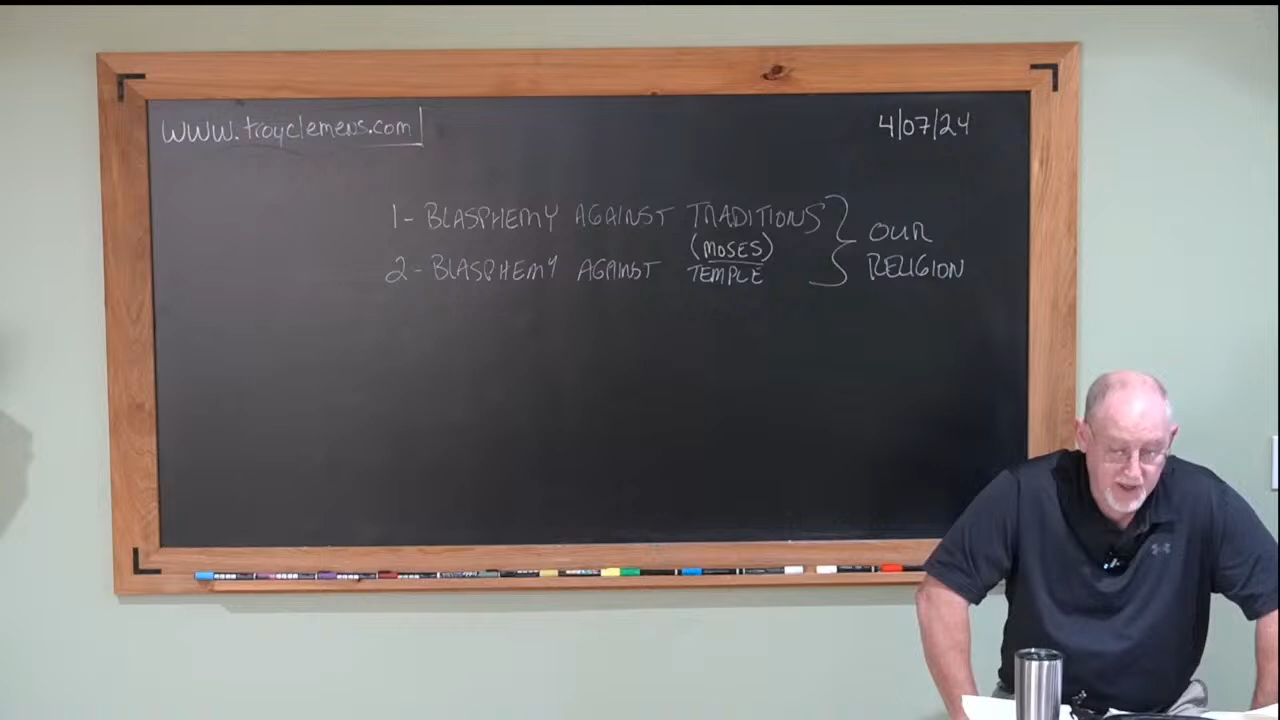 www.troyclemens.com
4/07/24
1- BLASPHEMY AGAINST TRADITIONS
(MOSES)
2- BLASPHEMY AGAINST TEMPLE
OUR
RELIGION